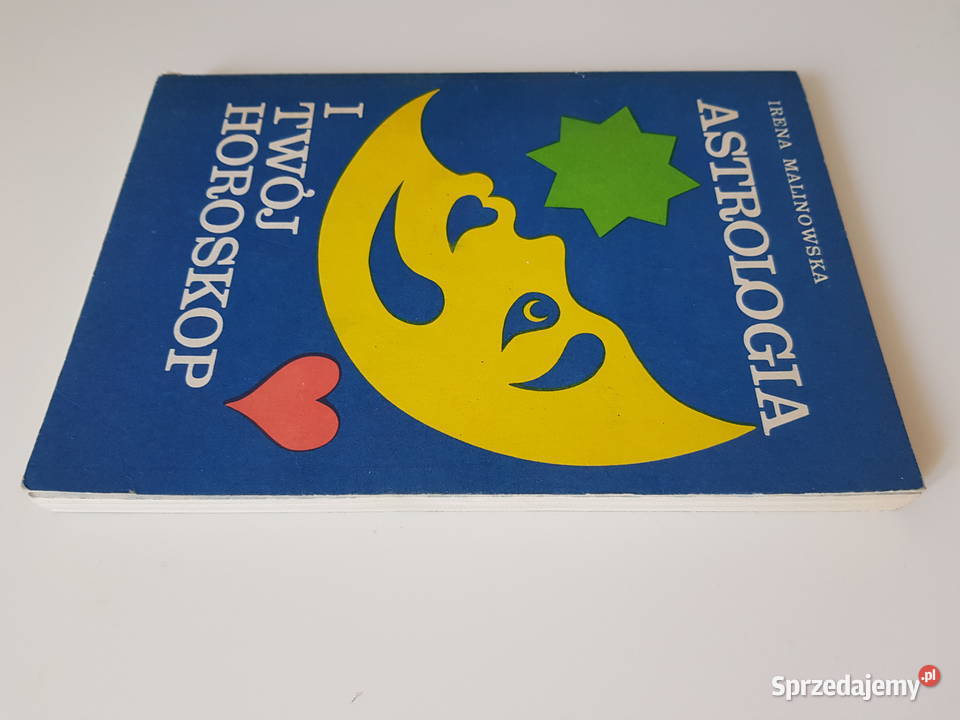 IRENA MALINOWSKA
ASTROLOGIA
I
TWÓJ
HOROSKOP
Sprzedajemy.pl